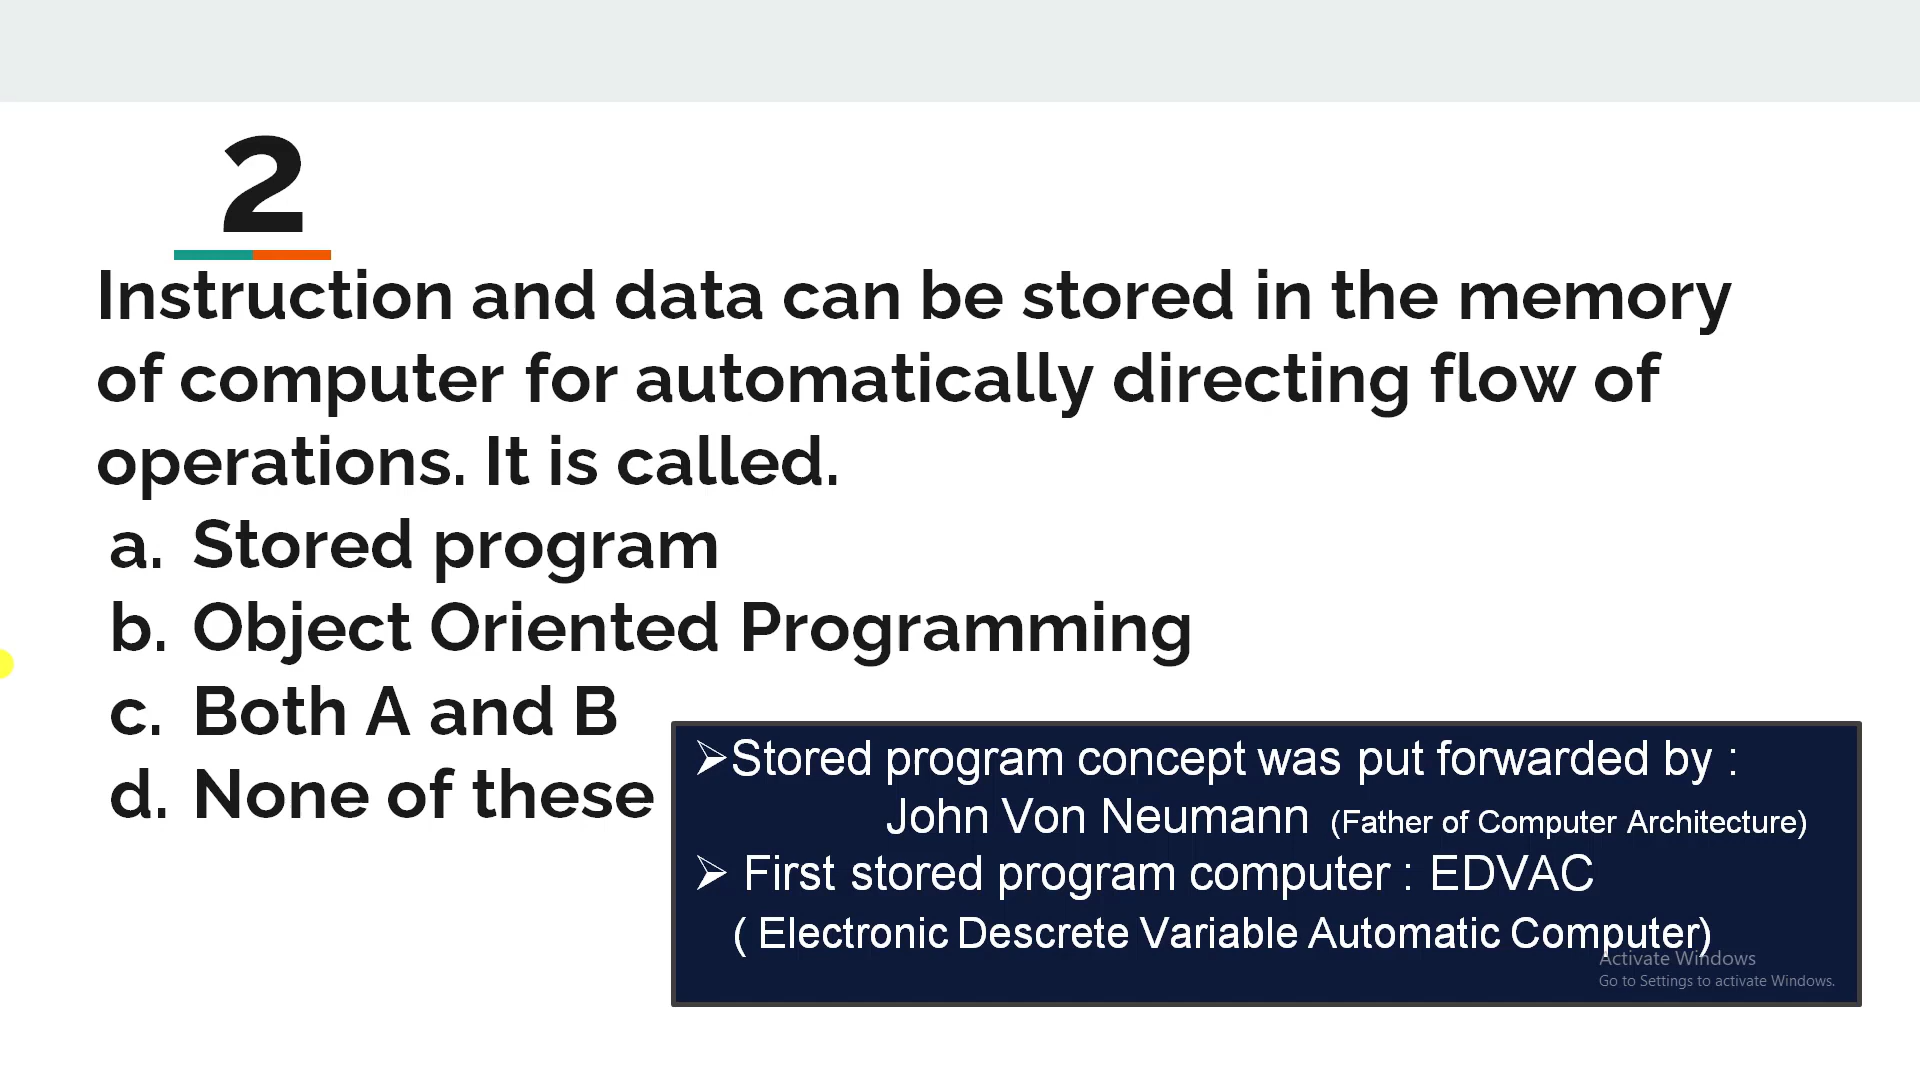 2
Instruction and data can be stored in the memory
of computer for automatically directing flow of
operations. It is called.
a. Stored program
b. Object Oriented Programming
c. Both A and B
d. None of these
➢Stored program concept was put forwarded by :
John Von Neumann (Father of Computer Architecture)
➢ First stored program computer : EDVAC
( Electronic Descrete Variable Automatic Computer)
Activate Windows
Go to Settings to activate Windows.